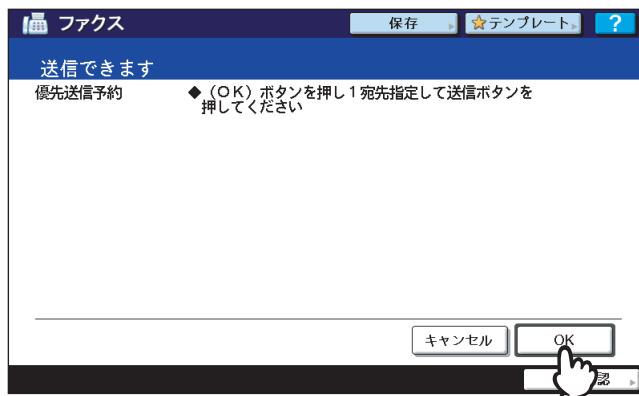 ファクス
保存
テンプレート
?
送信できます
優先送信予約
◆(OK)ボタンを押し1宛先指定して送信ボタンを
押してください
キャンセル
OK
認